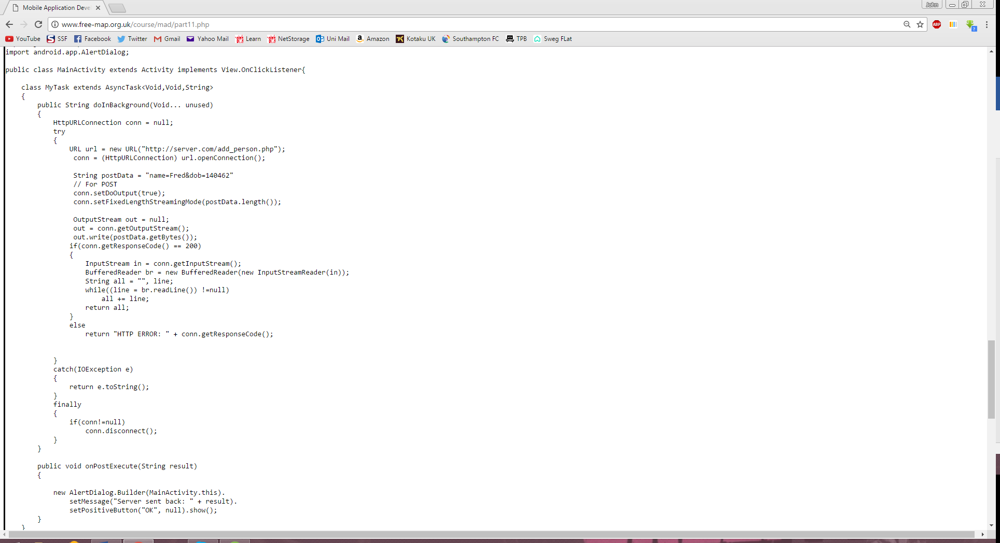 Mobile Application Deve
John
www.free-map.org.uk/course/mad/part11.php
ABP
?
YouTube S SSF Facebook Twitter Gmail Yahoo Mail Learn NetStorage Uni Mail Amazon Kotaku UK Southampton FC TPB Sweg FLat
import android.app.AlertDialog;
public class MainActivity extends Activity implements View.OnClickListener{
class MyTask extends AsyncTask<Void,Void,String>
{
public String doInBackground(Void... unused)
{
HttpURLConnection conn = null;
try
{
URL url = new URL("http://server.com/add_person.php");
conn = (HttpURLConnection) url.openConnection();
String postData = "name=Fred&dob=140462"
// For POST
conn.setDoOutput(true);
conn.setFixedLengthStreamingMode(postData.length());
OutputStream out = null;
out = conn.getOutputStream();
out.write(postData.getBytes());
if(conn.getResponseCode() == 200)
{
InputStream in = conn.getInputStream();
BufferedReader br = new BufferedReader(new InputStreamReader(in));
String all = "", line;
while((line = br.readLine()) !=null)
all += line;
return all;
}
else
return "HTTP ERROR: " + conn.getResponseCode();
}
catch(IOException e)
{
return e.toString();
}
finally
{
if(conn!=null)
conn.disconnect();
}
}
public void onPostExecute(String result)
{
new AlertDialog.Builder(MainActivity.this).
setMessage("Server sent back: " + result).
setPositiveButton("OK", null).show();
}
}